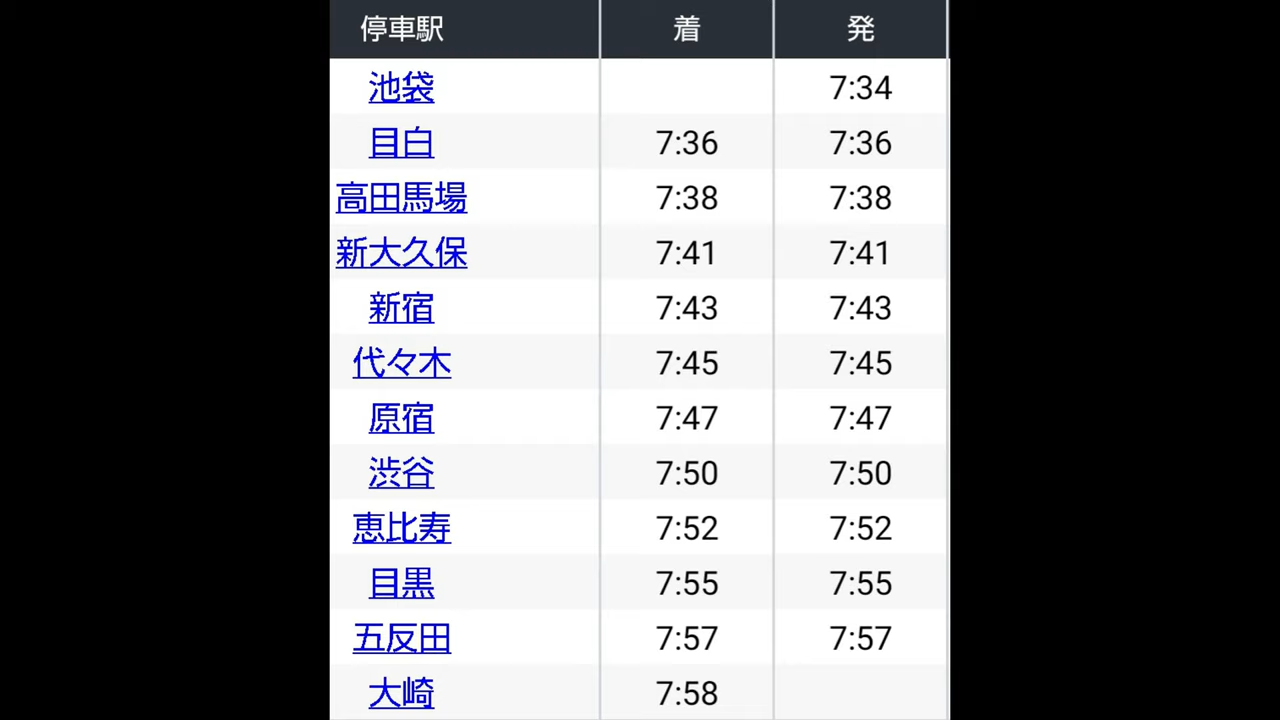 停車駅 着 発
池袋 7:34
目白 7:36 7:36
高田馬場 7:38 7:38
新大久保 7:41 7:41
新宿 7:43 7:43
代々木 7:45 7:45
原宿 7:47 7:47
渋谷 7:50 7:50
恵比寿 7:52 7:52
目黒 7:55 7:55
五反田 7:57 7:57
大崎 7:58